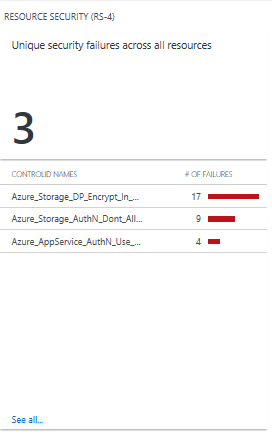 RESOURCE SECURITY (RS-4)
Unique security failures across all resources
3
CONTROLID NAMES # OF FAILURES
Azure_Storage_DP_Encrypt_In_... 17
Azure_Storage_AuthN_Dont_All... 9
Azure_AppService_AuthN_Use_... 4
See all...